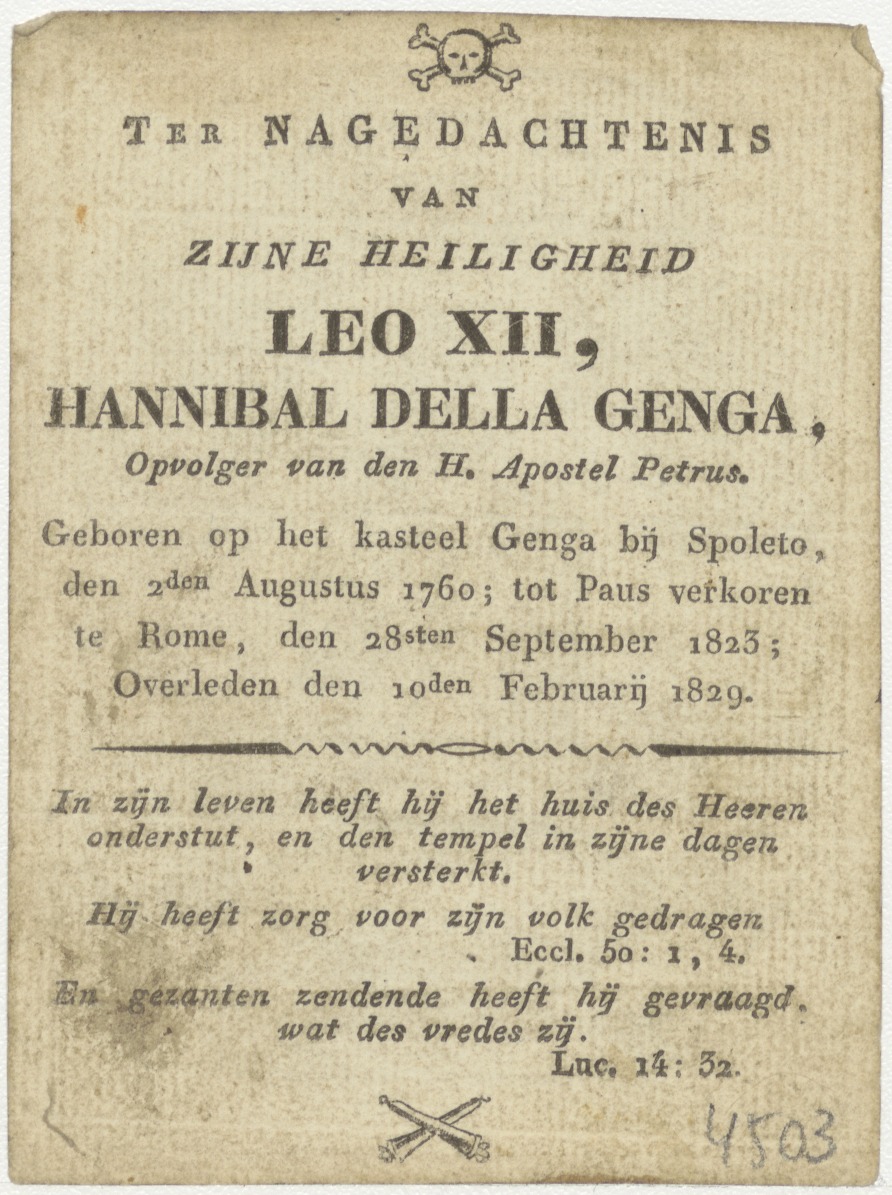 TER NAGEDACHTENIS
VAN
ZIJNE HEILIGHEID
LEO XII,
HANNIBAL DELLA GENGA,
Opvolger van den H. Apostel Petrus.
Geboren op het kasteel Genga bij Spoleto,
den 2den Augustus 1760; tot Paus verkoren
te Rome, den 28sten September 1823;
Overleden den 10den Februarij 1829.
In zijn leven heeft hij het huis des Heeren
onderstut, en den tempel in zijne dagen
versterkt.
Hij heeft zorg voor zijn volk gedragen
Eccl. 50: 1, 4.
En gezanten zendende heeft hij gevraagd.
wat des vredes zij.
Luc. 14: 32.
4503